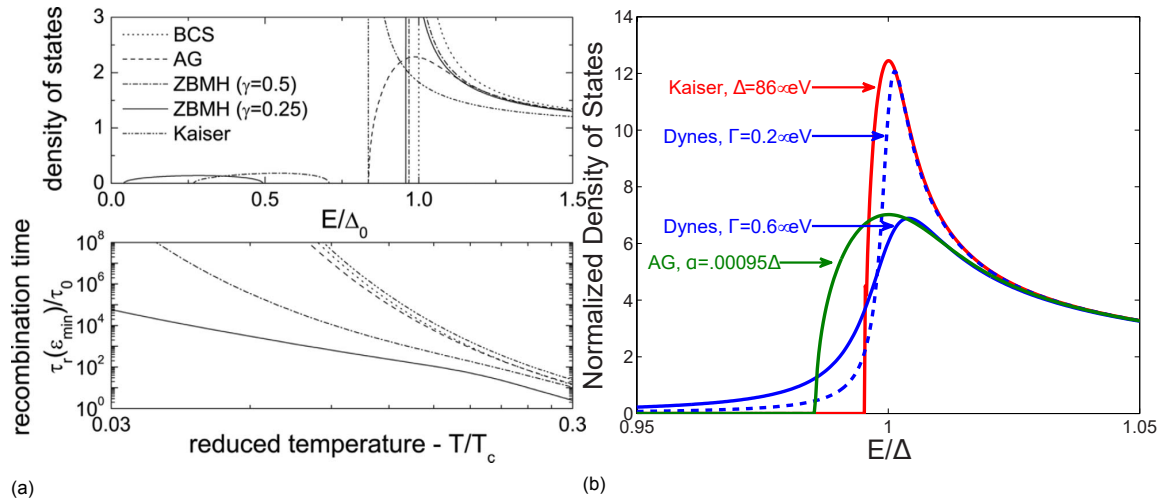 density of states
3
2
1
0
BCS
AG
ZBMH (γ=0.5)
ZBMH (γ=0.25)
Kaiser
0.0 0.5 1.0 1.5
E/Δ0
recombination time
τr(εmin)/τ0
10^8
10^6
10^4
10^2
10^0
0.03 0.3
reduced temperature - T/Tc
(a)
Normalized Density of States
14
12
10
8
6
4
2
0
Kaiser, Δ=86∝eV
Dynes, Γ=0.2∝eV
Dynes, Γ=0.6∝eV
AG, α=.00095Δ
0.95 1 1.05
E/Δ
(b)